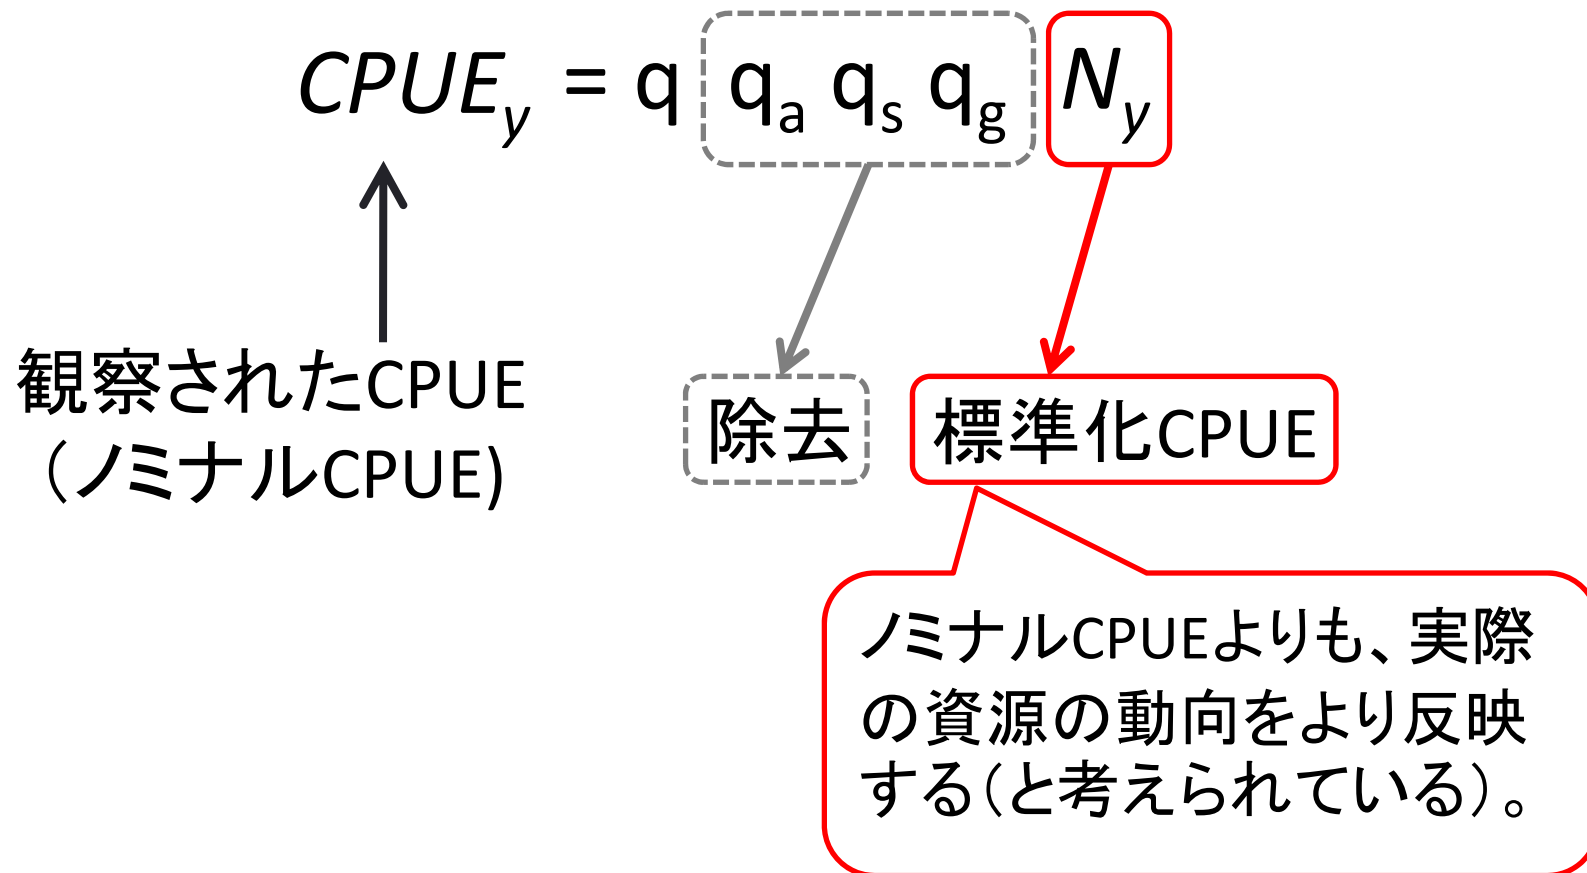 CPUEy = q qa qs qg Ny
観察されたCPUE
（ノミナルCPUE)
除去
標準化CPUE
ノミナルCPUEよりも、実際
の資源の動向をより反映
する（と考えられている）。